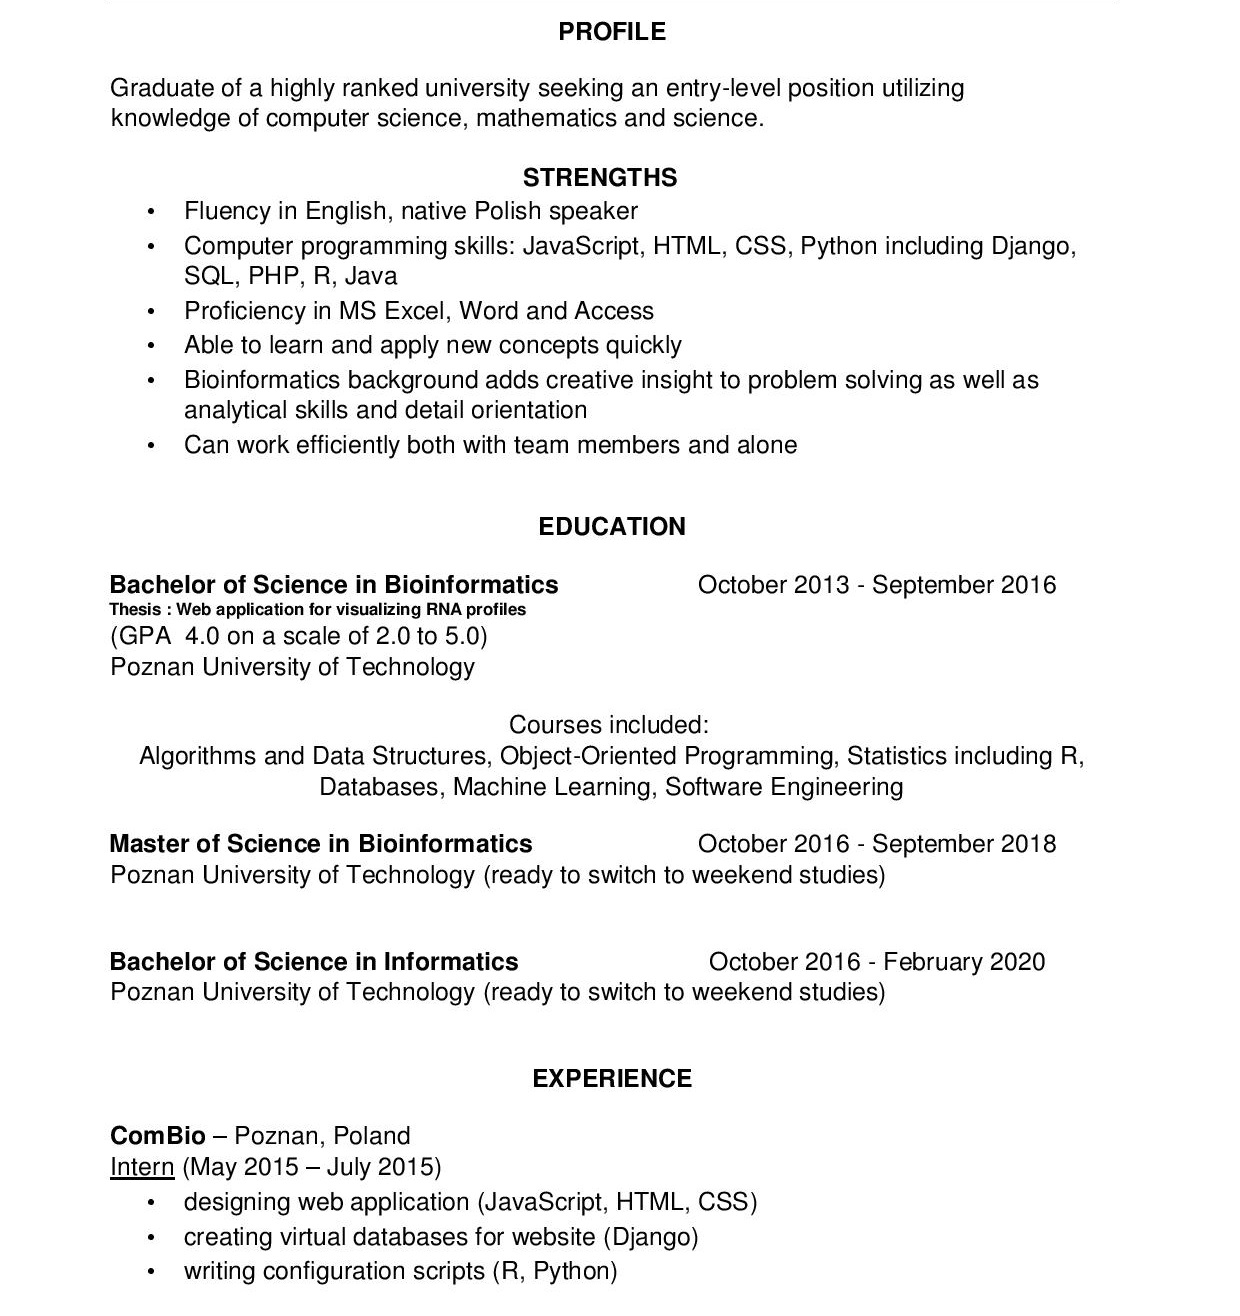 PROFILE
Graduate of a highly ranked university seeking an entry-level position utilizing
knowledge of computer science, mathematics and science.
STRENGTHS
• Fluency in English, native Polish speaker
• Computer programming skills: JavaScript, HTML, CSS, Python including Django,
SQL, PHP, R, Java
• Proficiency in MS Excel, Word and Access
• Able to learn and apply new concepts quickly
• Bioinformatics background adds creative insight to problem solving as well as
analytical skills and detail orientation
• Can work efficiently both with team members and alone
EDUCATION
Bachelor of Science in Bioinformatics October 2013 - September 2016
Thesis : Web application for visualizing RNA profiles
(GPA 4.0 on a scale of 2.0 to 5.0)
Poznan University of Technology
Courses included:
Algorithms and Data Structures, Object-Oriented Programming, Statistics including R,
Databases, Machine Learning, Software Engineering
Master of Science in Bioinformatics October 2016 - September 2018
Poznan University of Technology (ready to switch to weekend studies)
Bachelor of Science in Informatics October 2016 - February 2020
Poznan University of Technology (ready to switch to weekend studies)
EXPERIENCE
ComBio – Poznan, Poland
Intern (May 2015 – July 2015)
• designing web application (JavaScript, HTML, CSS)
• creating virtual databases for website (Django)
• writing configuration scripts (R, Python)